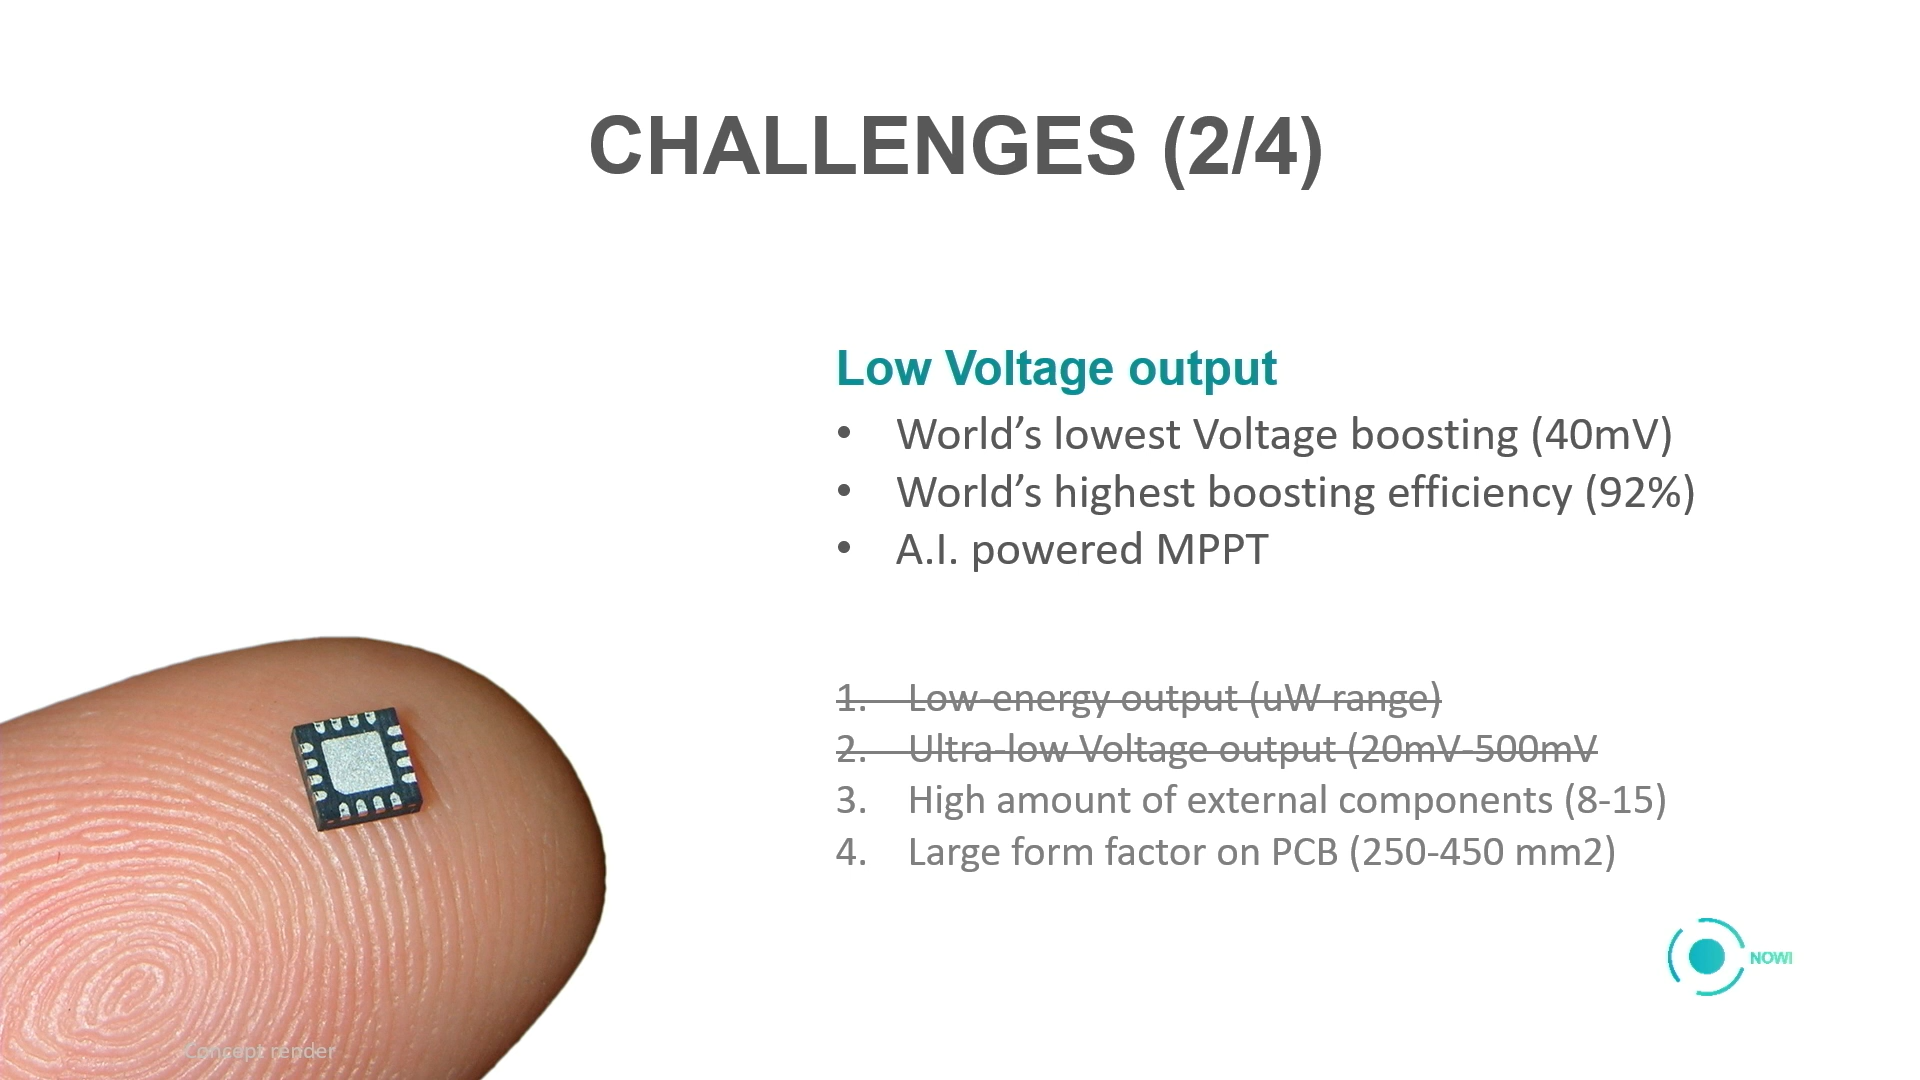 CHALLENGES (2/4)
Low Voltage output
• World’s lowest Voltage boosting (40mV)
• World’s highest boosting efficiency (92%)
• A.I. powered MPPT
1. Low-energy output (uW range)
2. Ultra-low Voltage output (20mV-500mV
3. High amount of external components (8-15)
4. Large form factor on PCB (250-450 mm2)
NOWI
Concept render